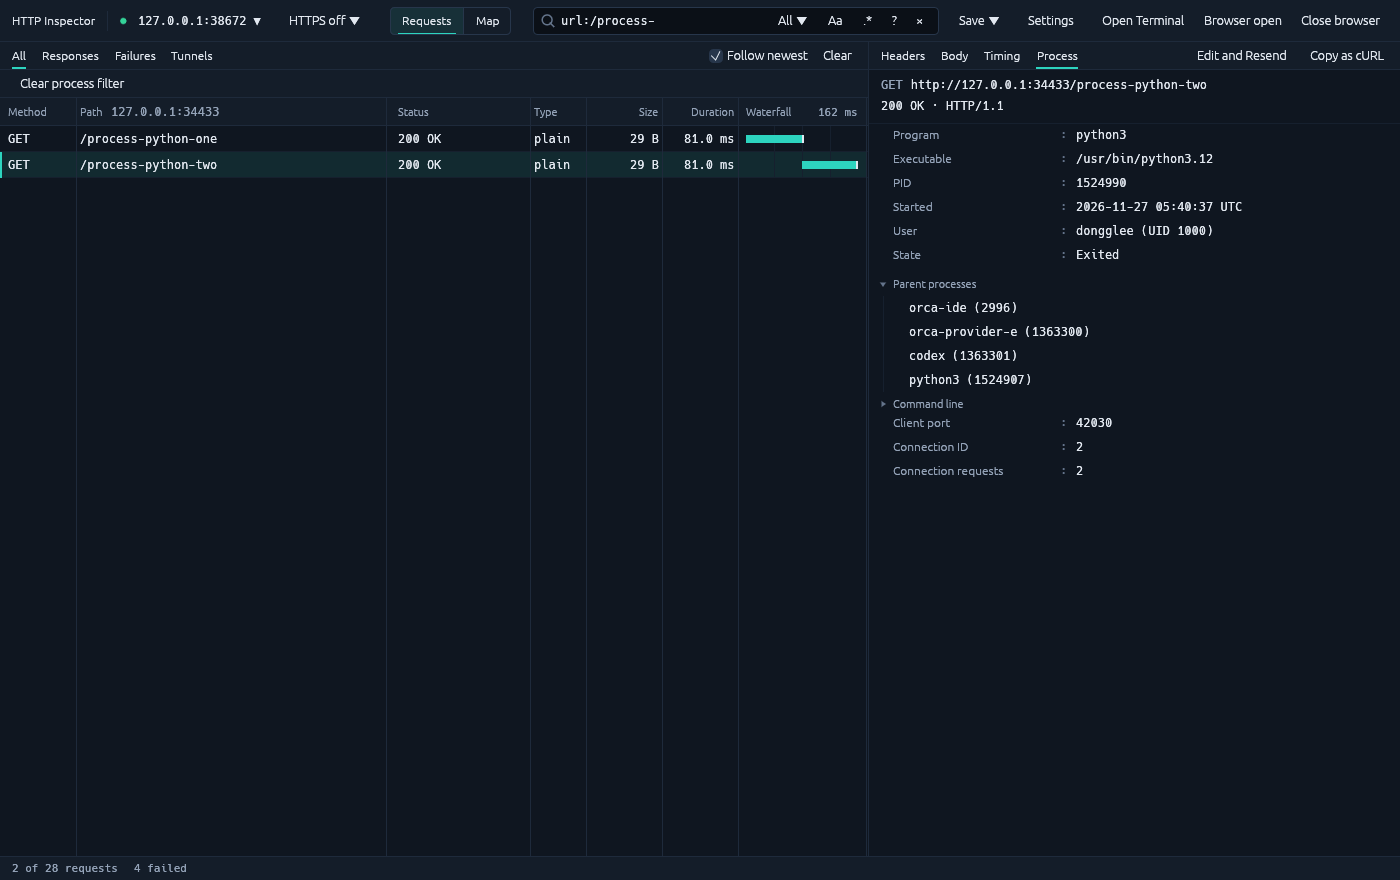 HTTP Inspector 127.0.0.1:38672 ▼ HTTPS off ▼ Requests Map url:/process- All ▼ Aa .* ? × Save ▼ Settings Open Terminal Browser open Close browser
All Responses Failures Tunnels Follow newest Clear
Clear process filter
Method Path 127.0.0.1:34433 Status Type Size Duration Waterfall 162 ms
GET /process-python-one 200 OK plain 29 B 81.0 ms
GET /process-python-two 200 OK plain 29 B 81.0 ms
Headers Body Timing Process Edit and Resend Copy as cURL
GET http://127.0.0.1:34433/process-python-two
200 OK · HTTP/1.1
Program : python3
Executable : /usr/bin/python3.12
PID : 1524990
Started : 2026-11-27 05:40:37 UTC
User : dongglee (UID 1000)
State : Exited
Parent processes
orca-ide (2996)
orca-provider-e (1363300)
codex (1363301)
python3 (1524907)
Command line
Client port : 42030
Connection ID : 2
Connection requests : 2
2 of 28 requests 4 failed